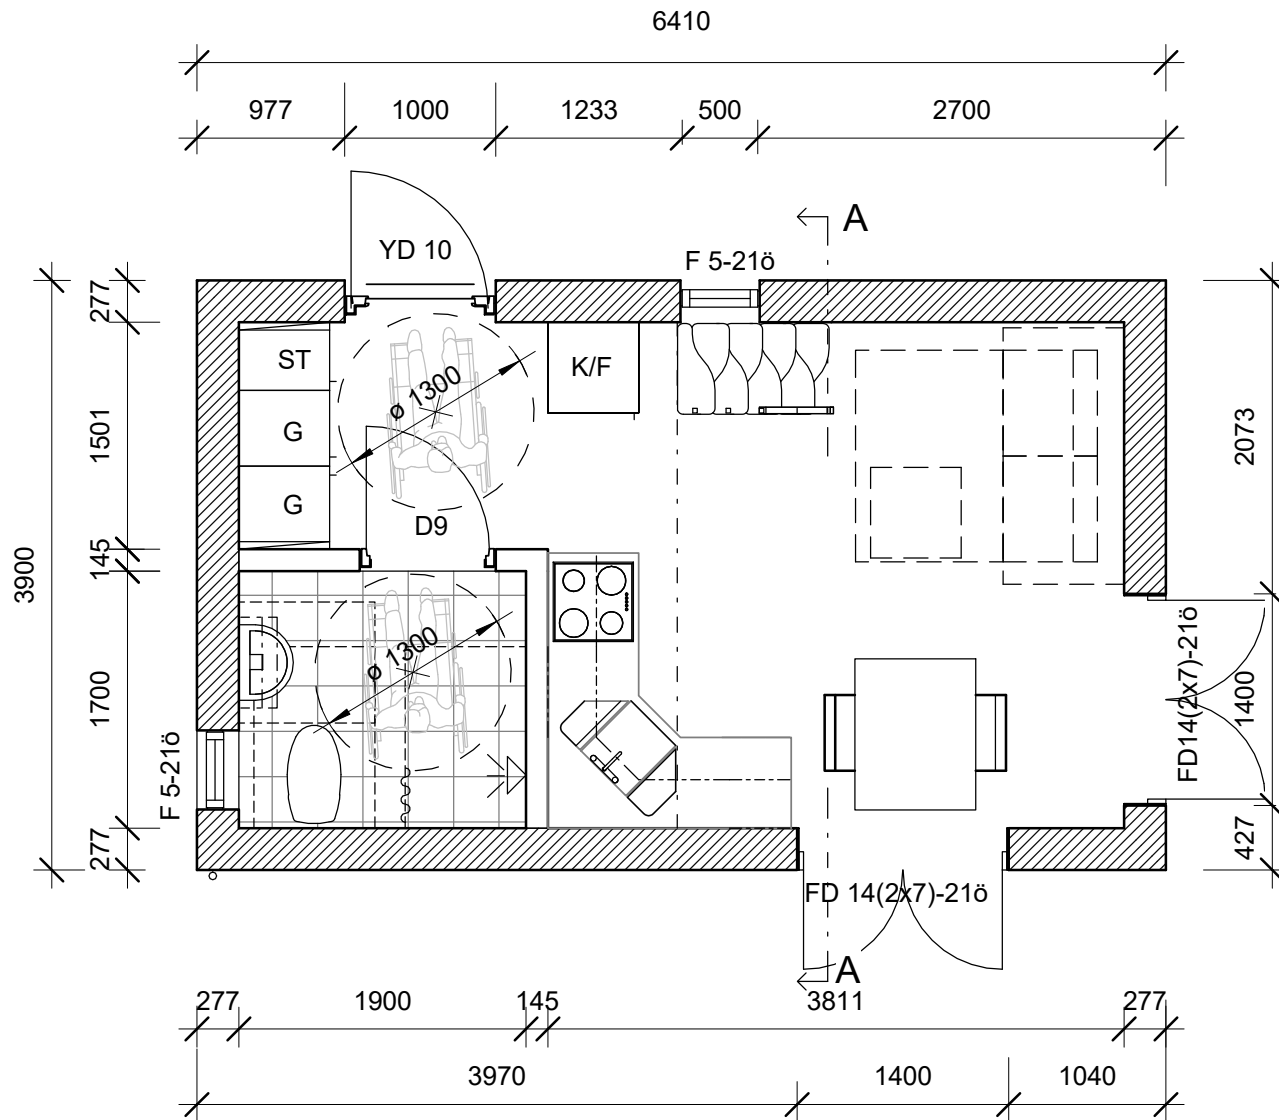 6410
977 1000 1233 500 2700
A
YD 10
F 5-21ö
277
ST
K/F
ø 1300
1501
G
2073
G
D9
145
3900
ø 1300
1700
FD14(2x7)-21ö
1400
F 5-21ö
277
427
FD 14(2x7)-21ö
A
277 1900 145 3811 277
3970 1400 1040